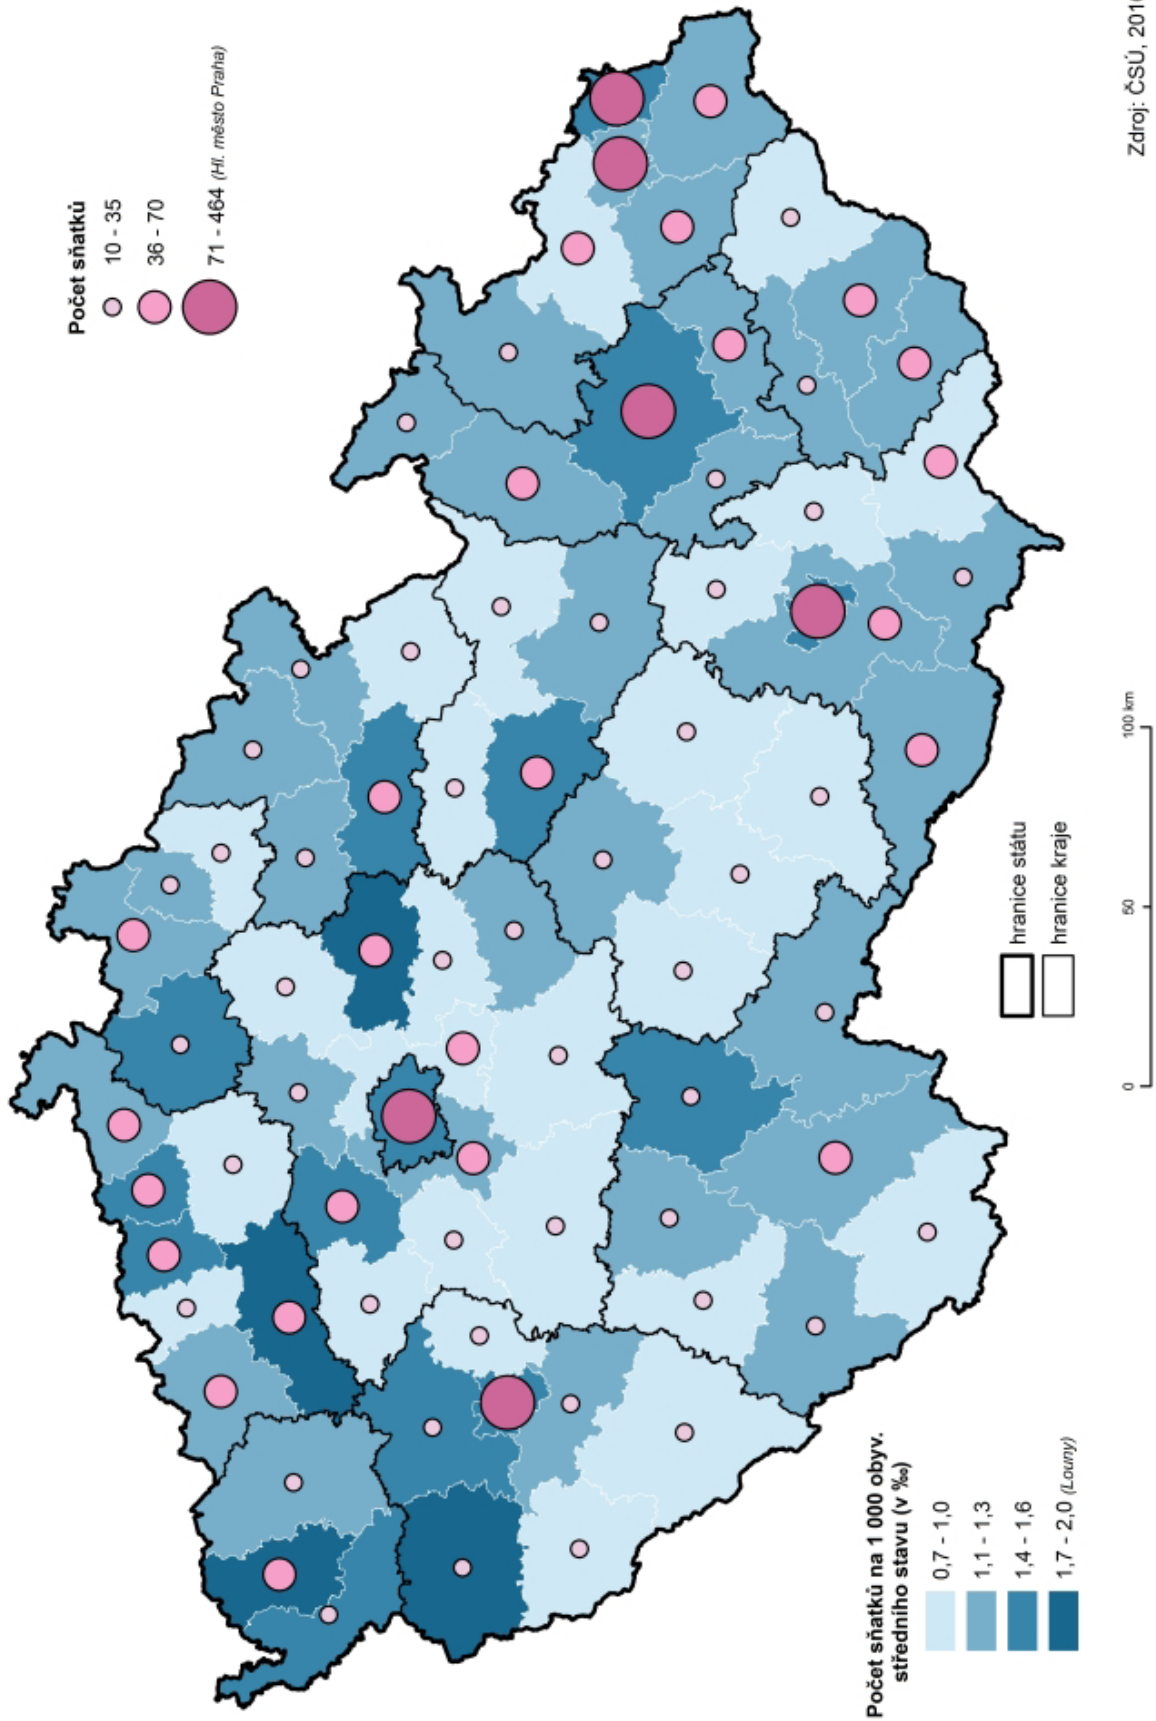 Počet sňatků
10 - 35
36 - 70
71 - 464 (Hl. město Praha)
Počet sňatků na 1 000 obyv.
středního stavu (v ‰)
0,7 - 1,0
1,1 - 1,3
1,4 - 1,6
1,7 - 2,0 (Louny)
hranice státu
hranice kraje
0 50 100 km
Zdroj: ČSÚ, 2016